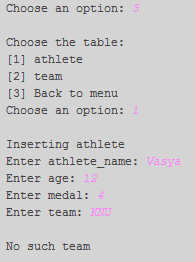 Choose an option: 3
Choose the table:
[1] athlete
[2] team
[3] Back to menu
Choose an option: 1
Inserting athlete
Enter athlete_name: Vasya
Enter age: 12
Enter medal: 4
Enter team: KNU
No such team